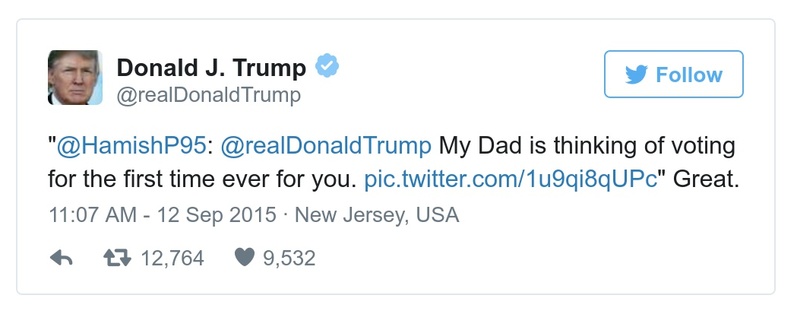 Donald J. Trump
@realDonaldTrump
Follow
"@HamishP95: @realDonaldTrump My Dad is thinking of voting
for the first time ever for you. pic.twitter.com/1u9qi8qUPc" Great.
11:07 AM - 12 Sep 2015 · New Jersey, USA
12,764 9,532